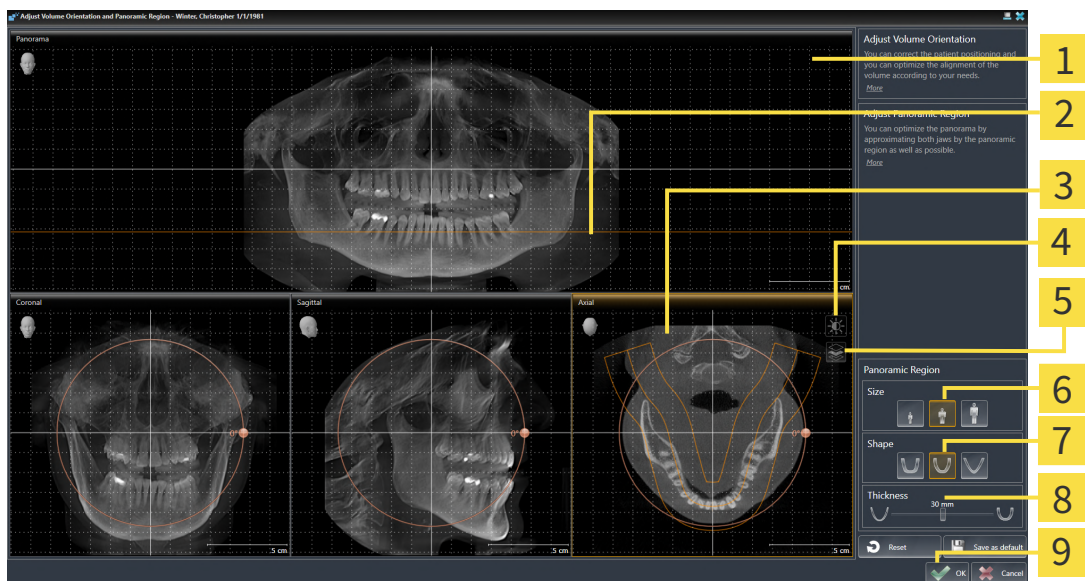 Adjust Volume Orientation and Panoramic Region - Winter, Christopher 1/1/1981
Panorama
cm
Adjust Volume Orientation
You can correct the patient positioning and
you can optimize the alignment of the
volume according to your needs.
More
Adjust Panoramic Region
You can optimize the panorama by
approximating both jaws by the panoramic
region as well as possible.
More
Coronal
0°
.5 cm
Sagittal
0°
.5 cm
Axial
0°
.5 cm
Panoramic Region
Size
Shape
Thickness
30 mm
Reset
Save as default
OK
Cancel
1
2
3
4
5
6
7
8
9